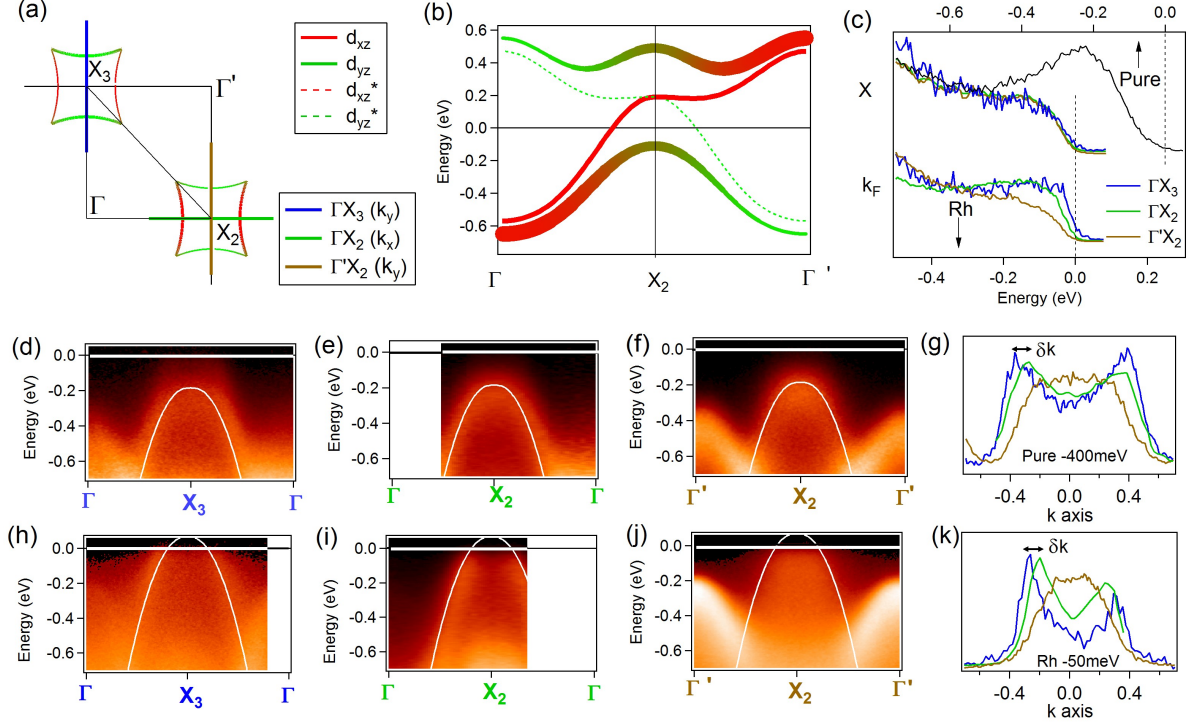 (a)
X3
Γ'
Γ
X2
dxz
dyz
dxz*
dyz*
ΓX3 (ky)
ΓX2 (kx)
Γ'X2 (ky)
(b)
Energy (eV)
0.6
0.4
0.2
0.0
-0.2
-0.4
-0.6
Γ
X2
Γ '
(c)
-0.6
-0.4
-0.2
0.0
X
Pure
kF
Rh
ΓX3
ΓX2
Γ'X2
-0.4
-0.2
0.0
0.2
Energy (eV)
(d)
Energy (eV)
0.0
-0.2
-0.4
-0.6
Γ
X3
Γ
(e)
Energy (eV)
0.0
-0.2
-0.4
-0.6
Γ
X2
Γ
(f)
Energy (eV)
0.0
-0.2
-0.4
-0.6
Γ'
X2
Γ'
(g)
δk
Pure -400meV
-0.4
0.0
0.4
k axis
(h)
Energy (eV)
0.0
-0.2
-0.4
-0.6
Γ
X3
Γ
(i)
Energy (eV)
0.0
-0.2
-0.4
-0.6
Γ
X2
Γ
(j)
Energy (eV)
0.0
-0.2
-0.4
-0.6
Γ'
X2
Γ'
(k)
δk
Rh -50meV
-0.4
0.0
0.4
k axis